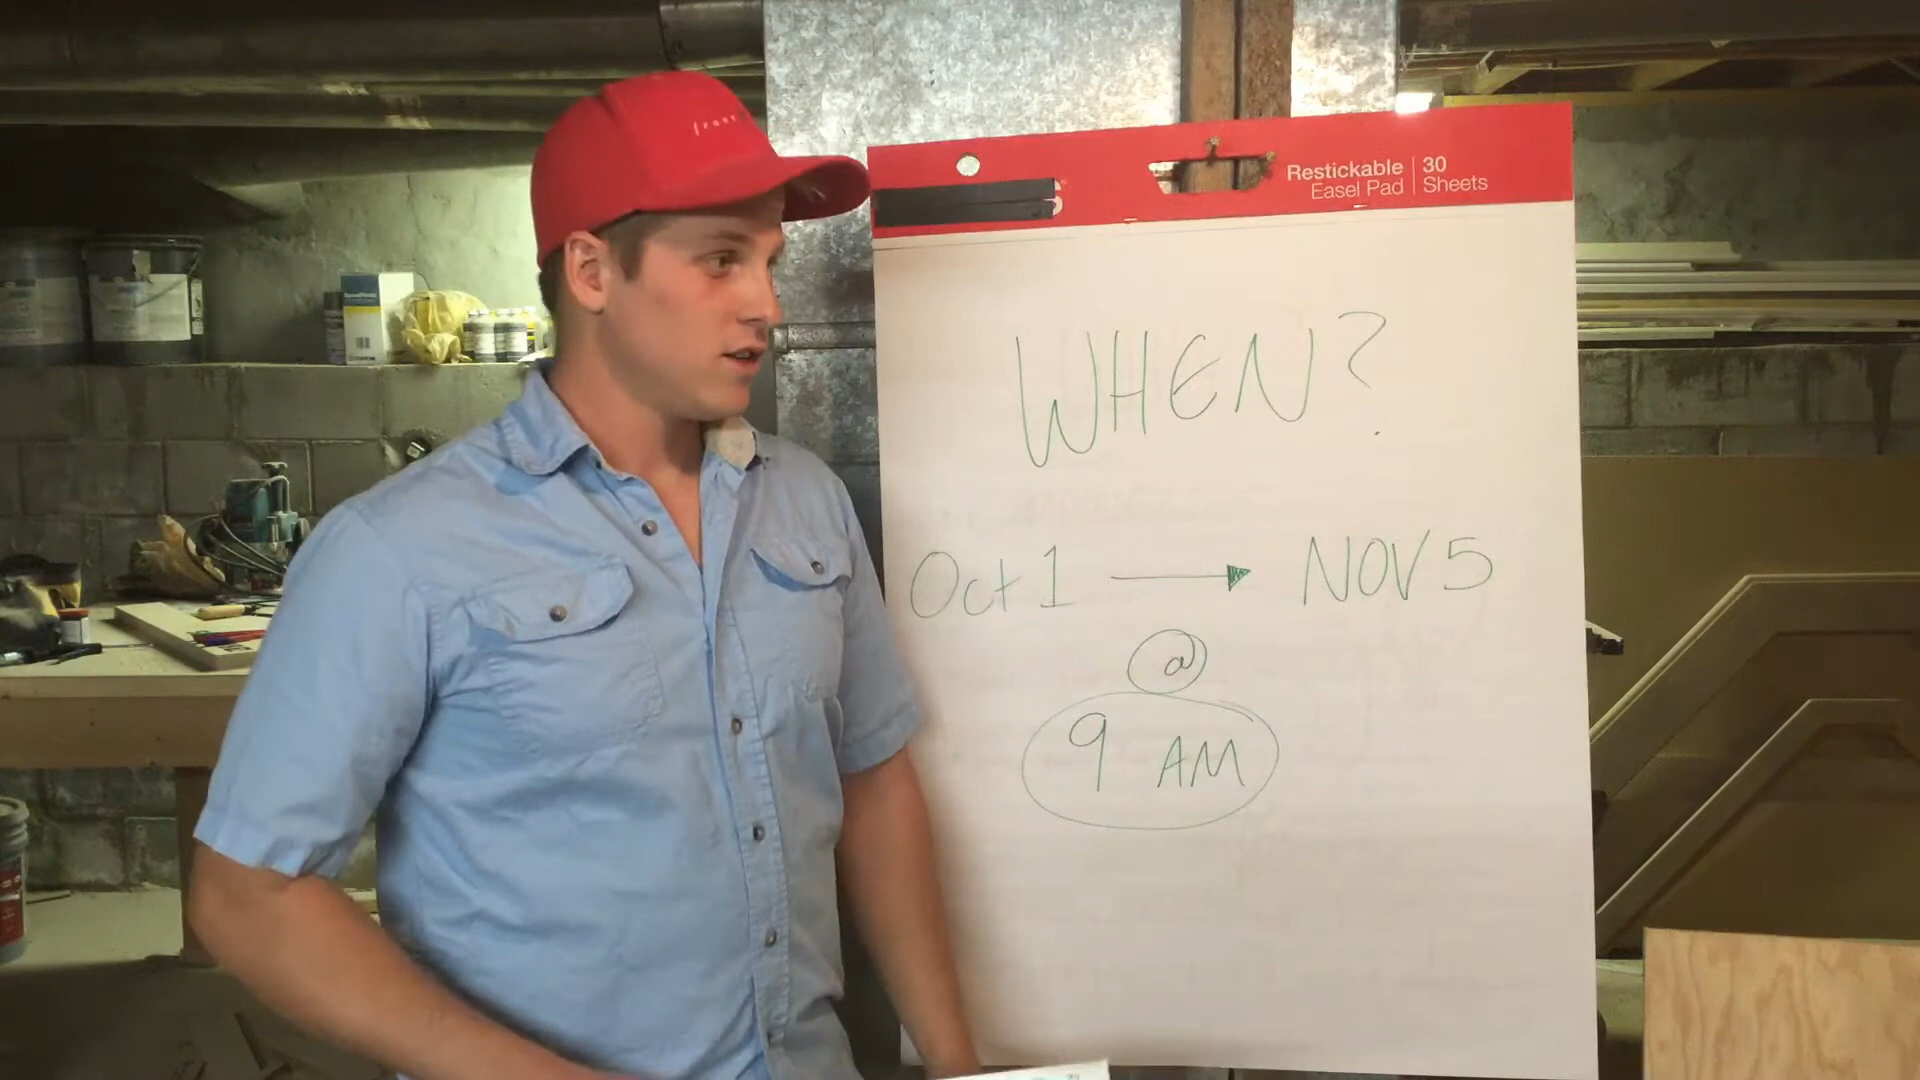 Restickable
Easel Pad
30
Sheets
WHEN?
Oct 1 → NOV 5
@
9 AM